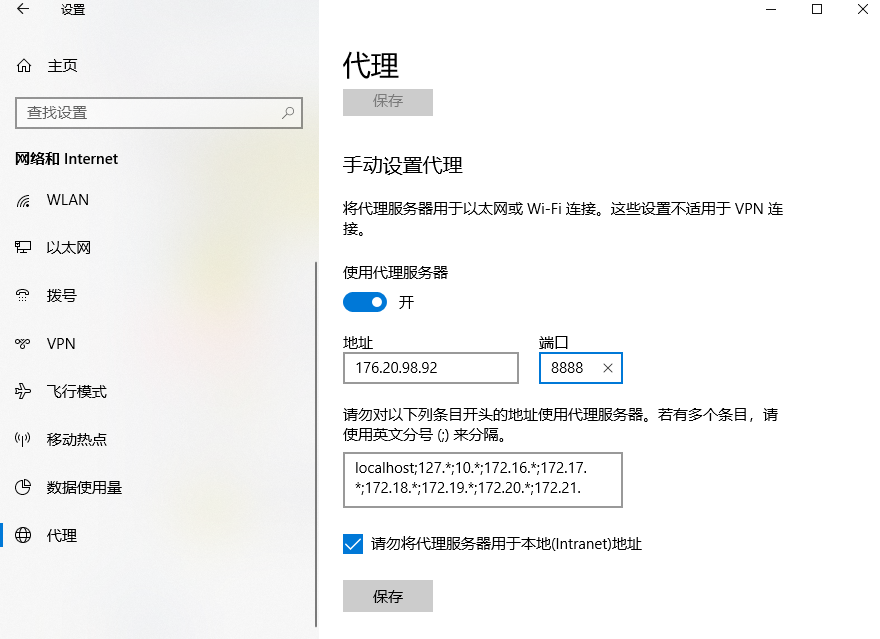 设置
主页
查找设置
网络和 Internet
WLAN
以太网
拨号
VPN
飞行模式
移动热点
数据使用量
代理
代理
保存
手动设置代理
将代理服务器用于以太网或 Wi-Fi 连接。这些设置不适用于 VPN 连
接。
使用代理服务器
开
地址 端口
176.20.98.92 8888
请勿对以下列条目开头的地址使用代理服务器。若有多个条目，请
使用英文分号 (;) 来分隔。
localhost;127.*;10.*;172.16.*;172.17.
*;172.18.*;172.19.*;172.20.*;172.21.
请勿将代理服务器用于本地(Intranet)地址
保存